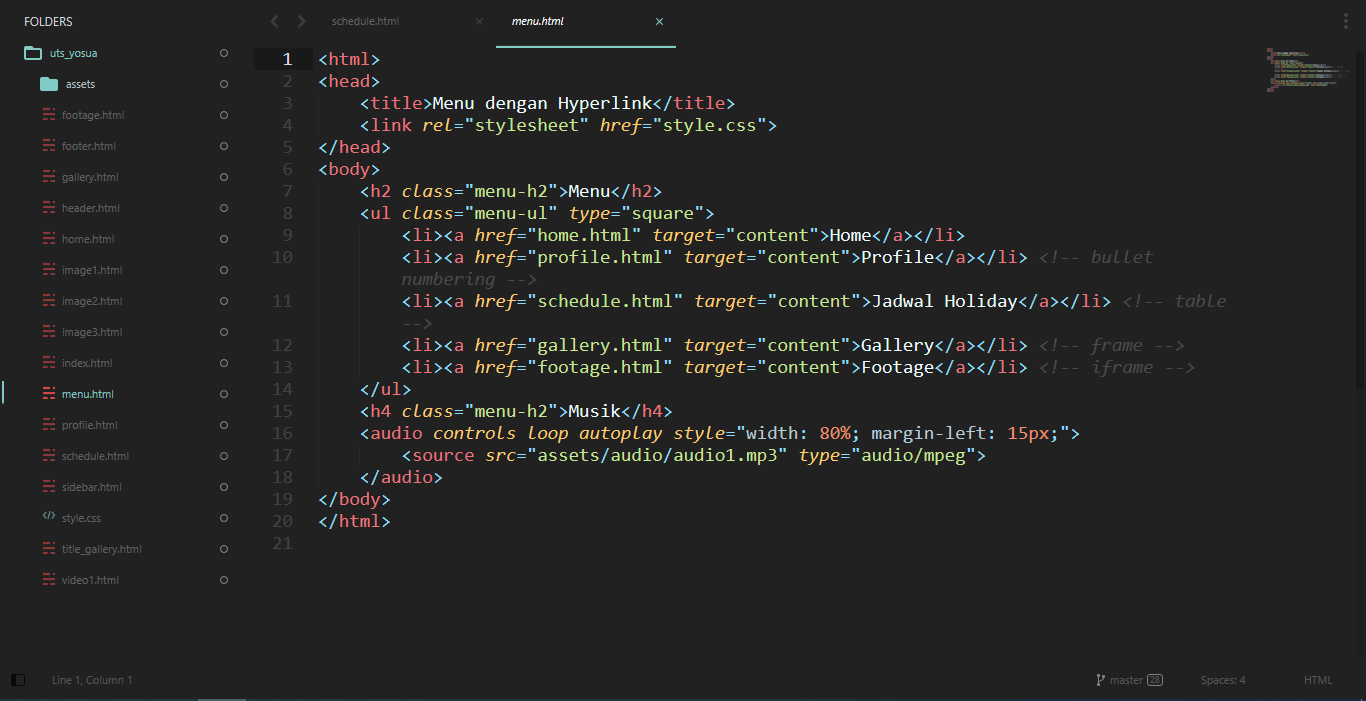 FOLDERS
uts_yosua
assets
footage.html
footer.html
gallery.html
header.html
home.html
image1.html
image2.html
image3.html
index.html
menu.html
profile.html
schedule.html
sidebar.html
style.css
title_gallery.html
video1.html
schedule.html × menu.html ×
1 <html>
2 <head>
3     <title>Menu dengan Hyperlink</title>
4     <link rel="stylesheet" href="style.css">
5 </head>
6 <body>
7     <h2 class="menu-h2">Menu</h2>
8     <ul class="menu-ul" type="square">
9         <li><a href="home.html" target="content">Home</a></li>
10         <li><a href="profile.html" target="content">Profile</a></li> <!-- bullet
numbering -->
11         <li><a href="schedule.html" target="content">Jadwal Holiday</a></li> <!-- table
-->
12         <li><a href="gallery.html" target="content">Gallery</a></li> <!-- frame -->
13         <li><a href="footage.html" target="content">Footage</a></li> <!-- iframe -->
14     </ul>
15     <h4 class="menu-h2">Musik</h4>
16     <audio controls loop autoplay style="width: 80%; margin-left: 15px;">
17         <source src="assets/audio/audio1.mp3" type="audio/mpeg">
18     </audio>
19 </body>
20 </html>
21
Line 1, Column 1 master 28 Spaces: 4 HTML